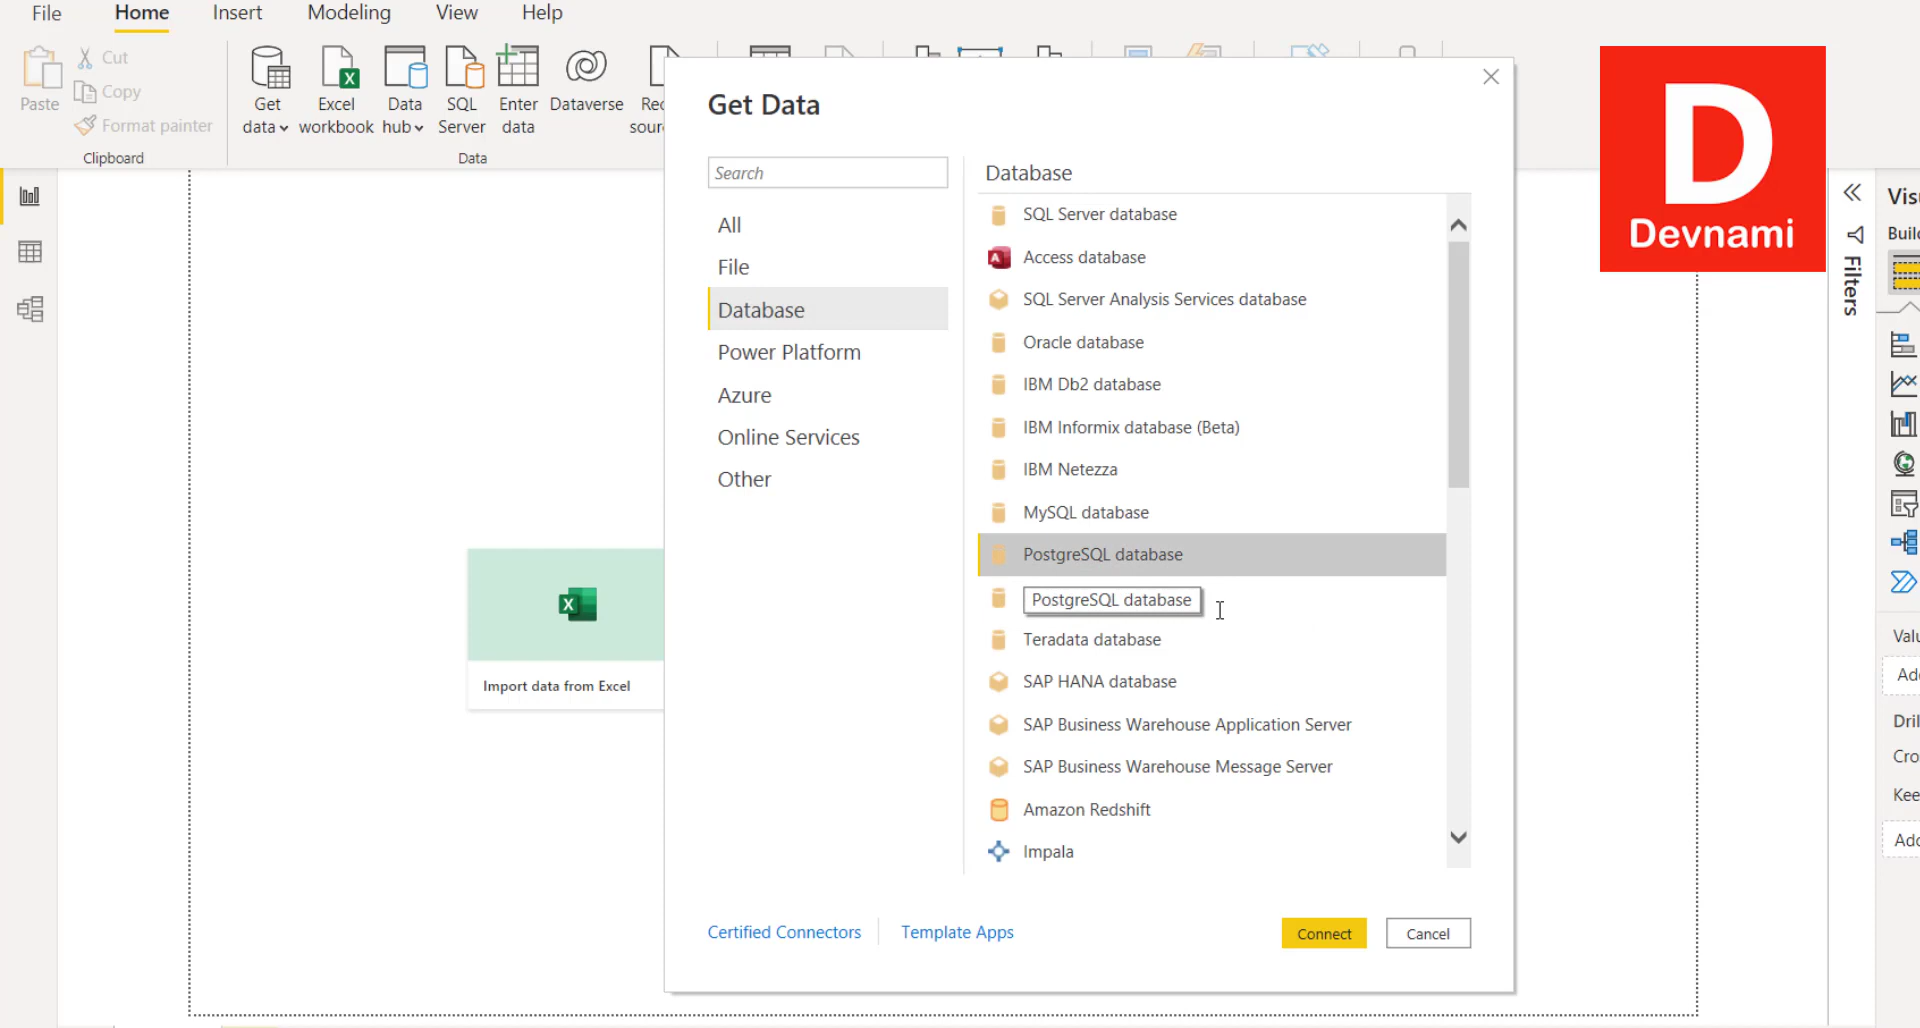 File Home Insert Modeling View Help
Paste
Cut
Copy
Format painter
Clipboard
Get data
Excel workbook
Data hub
SQL Server
Enter data
Dataverse
Data
Get Data
Search
All
File
Database
Power Platform
Azure
Online Services
Other
Database
SQL Server database
Access database
SQL Server Analysis Services database
Oracle database
IBM Db2 database
IBM Informix database (Beta)
IBM Netezza
MySQL database
PostgreSQL database
PostgreSQL database
Teradata database
SAP HANA database
SAP Business Warehouse Application Server
SAP Business Warehouse Message Server
Amazon Redshift
Impala
Certified Connectors
Template Apps
Connect
Cancel
Import data from Excel
D
Devnami
Filters